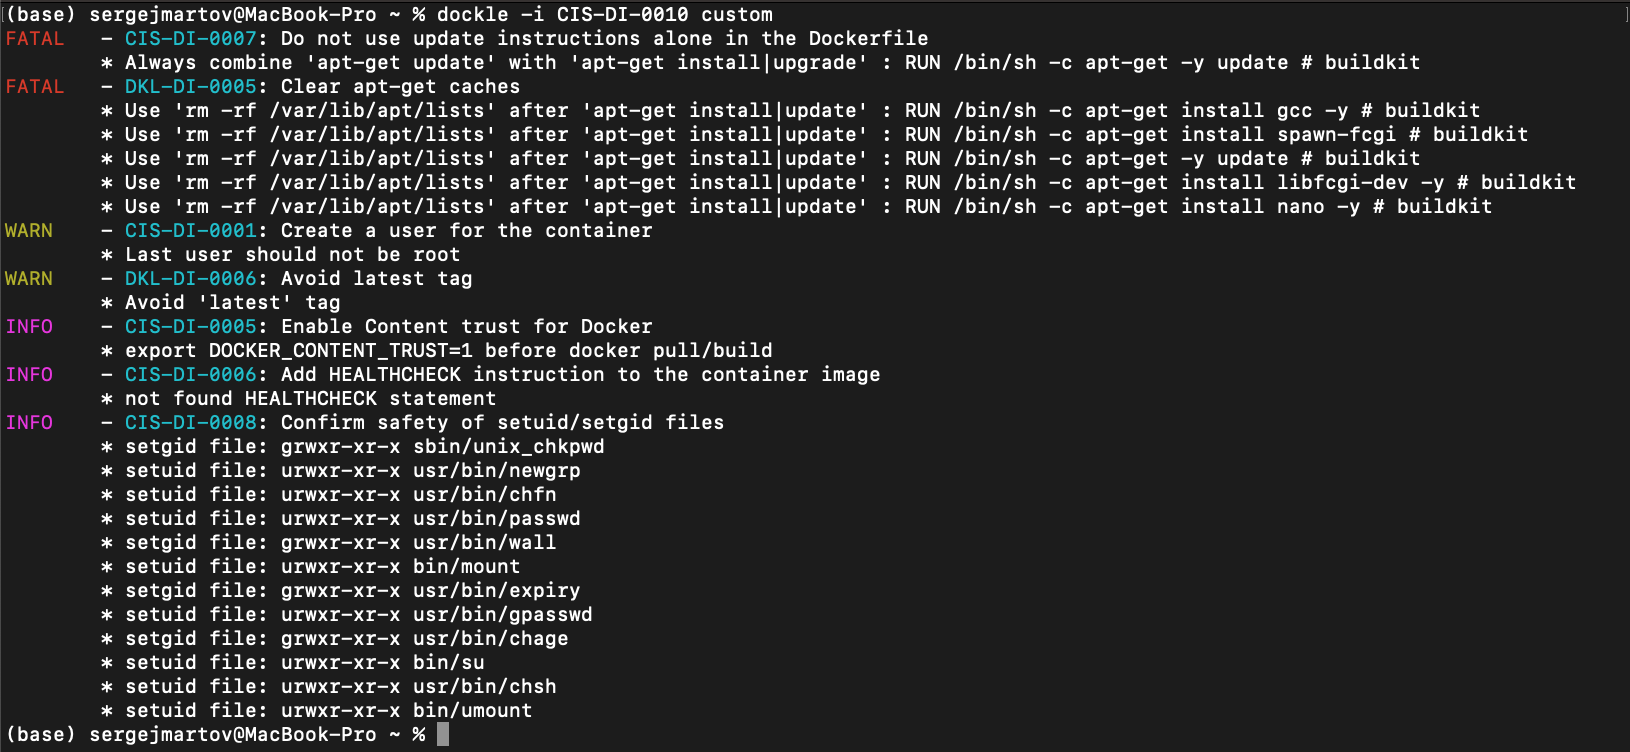 (base) sergejmartov@MacBook-Pro ~ % dockle -i CIS-DI-0010 custom
FATAL - CIS-DI-0007: Do not use update instructions alone in the Dockerfile
* Always combine 'apt-get update' with 'apt-get install|upgrade' : RUN /bin/sh -c apt-get -y update # buildkit
FATAL - DKL-DI-0005: Clear apt-get caches
* Use 'rm -rf /var/lib/apt/lists' after 'apt-get install|update' : RUN /bin/sh -c apt-get install gcc -y # buildkit
* Use 'rm -rf /var/lib/apt/lists' after 'apt-get install|update' : RUN /bin/sh -c apt-get install spawn-fcgi # buildkit
* Use 'rm -rf /var/lib/apt/lists' after 'apt-get install|update' : RUN /bin/sh -c apt-get -y update # buildkit
* Use 'rm -rf /var/lib/apt/lists' after 'apt-get install|update' : RUN /bin/sh -c apt-get install libfcgi-dev -y # buildkit
* Use 'rm -rf /var/lib/apt/lists' after 'apt-get install|update' : RUN /bin/sh -c apt-get install nano -y # buildkit
WARN - CIS-DI-0001: Create a user for the container
* Last user should not be root
WARN - DKL-DI-0006: Avoid latest tag
* Avoid 'latest' tag
INFO - CIS-DI-0005: Enable Content trust for Docker
* export DOCKER_CONTENT_TRUST=1 before docker pull/build
INFO - CIS-DI-0006: Add HEALTHCHECK instruction to the container image
* not found HEALTHCHECK statement
INFO - CIS-DI-0008: Confirm safety of setuid/setgid files
* setgid file: grwxr-xr-x sbin/unix_chkpwd
* setuid file: urwxr-xr-x usr/bin/newgrp
* setuid file: urwxr-xr-x usr/bin/chfn
* setuid file: urwxr-xr-x usr/bin/passwd
* setgid file: grwxr-xr-x usr/bin/wall
* setuid file: urwxr-xr-x bin/mount
* setgid file: grwxr-xr-x usr/bin/expiry
* setuid file: urwxr-xr-x usr/bin/gpasswd
* setgid file: grwxr-xr-x usr/bin/chage
* setuid file: urwxr-xr-x bin/su
* setuid file: urwxr-xr-x usr/bin/chsh
* setuid file: urwxr-xr-x bin/umount
(base) sergejmartov@MacBook-Pro ~ %